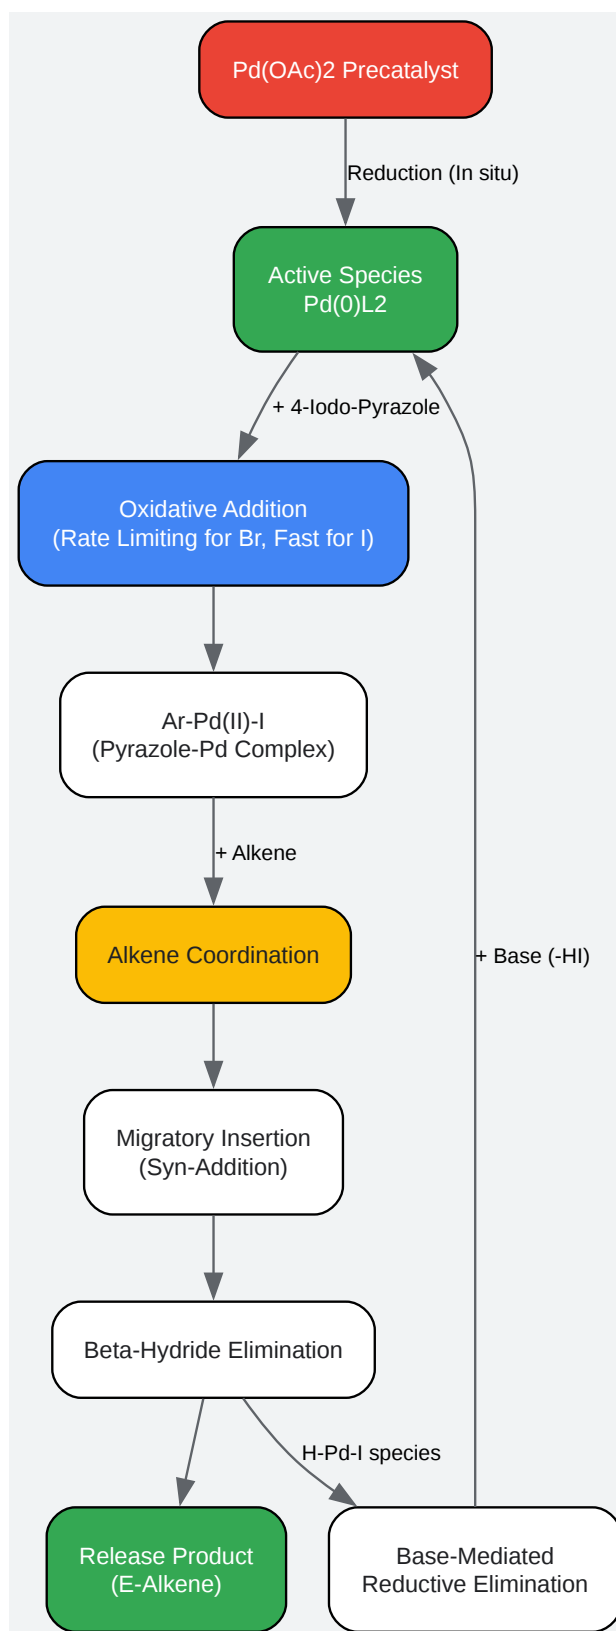 Pd(OAc)2 Precatalyst
Reduction (In situ)
Active Species
Pd(0)L2
+ 4-Iodo-Pyrazole
Oxidative Addition
(Rate Limiting for Br, Fast for I)
Ar-Pd(II)-I
(Pyrazole-Pd Complex)
+ Alkene
Alkene Coordination
+ Base (-HI)
Migratory Insertion
(Syn-Addition)
Beta-Hydride Elimination
H-Pd-I species
Release Product
(E-Alkene)
Base-Mediated
Reductive Elimination